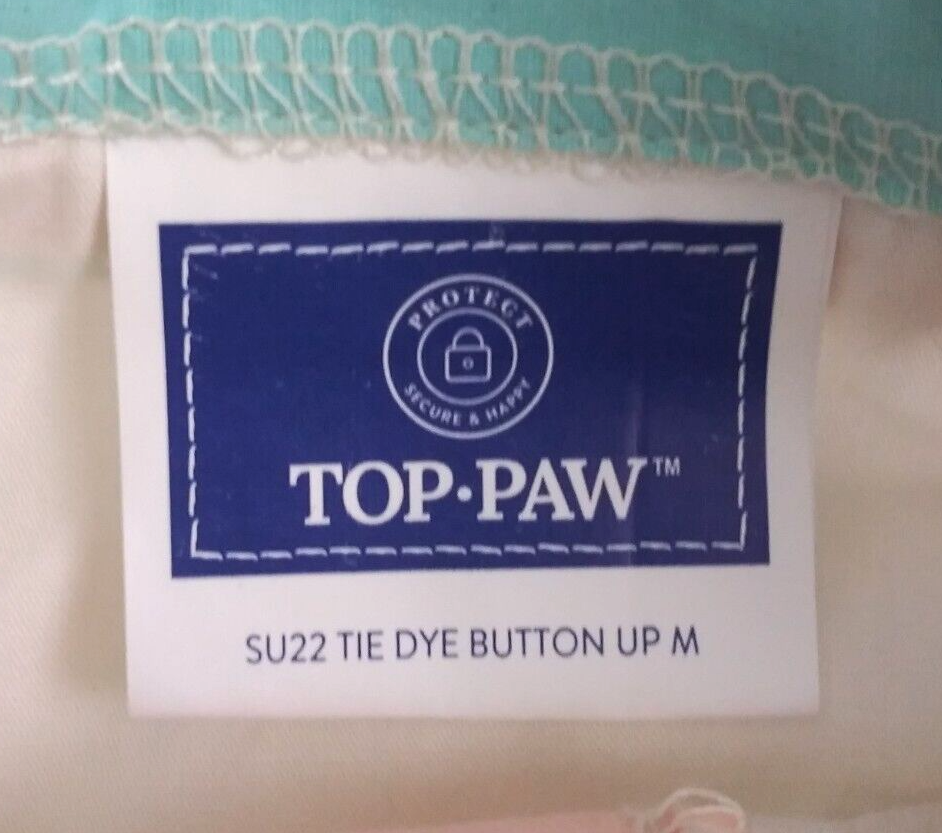 PROTECT
SECURE & HAPPY
TOP·PAW™
SU22 TIE DYE BUTTON UP M